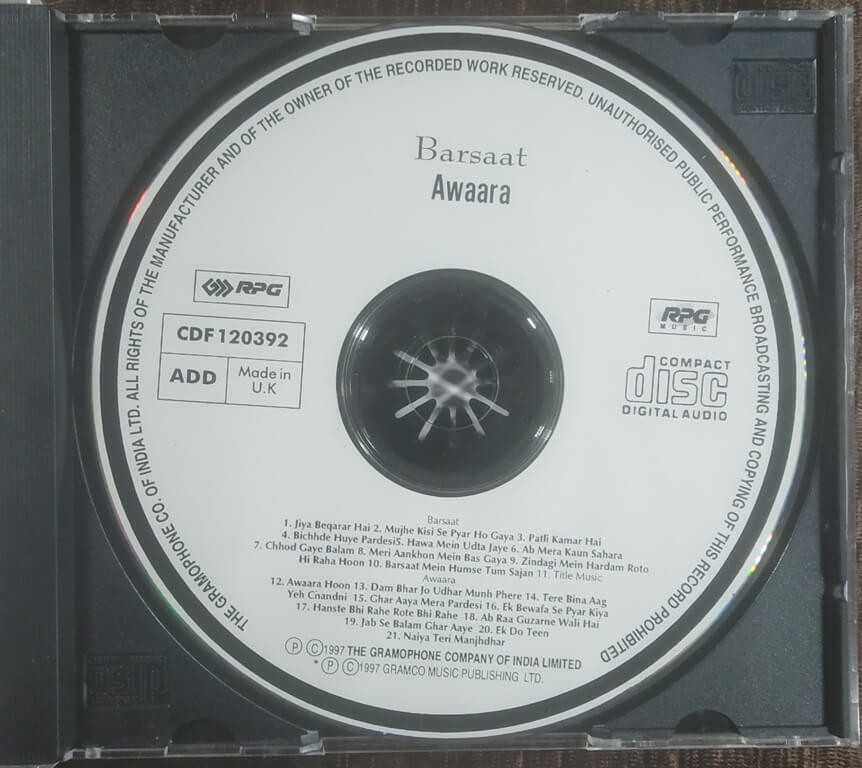 THE GRAMOPHONE CO. OF INDIA LTD. ALL RIGHTS OF THE MANUFACTURER AND OF THE OWNER OF THE RECORDED WORK RESERVED. UNAUTHORISED PUBLIC PERFORMANCE BROADCASTING AND COPYING OF THIS RECORD PROHIBITED
Barsaat
Awaara
RPG
CDF 120392
ADD
Made in
U.K
RPG
MUSIC
COMPACT
disc
DIGITAL AUDIO
Barsaat
1. Jiya Beqarar Hai 2. Mujhe Kisi Se Pyar Ho Gaya 3. Patli Kamar Hai
4. Bichhde Huye Pardesi5. Hawa Mein Udta Jaye 6. Ab Mera Kaun Sahara
7. Chhod Gaye Balam 8. Meri Aankhon Mein Bas Gaya 9. Zindagi Mein Hardam Roto
Hi Raha Hoon 10. Barsaat Mein Humse Tum Sajan 11. Title Music
Awaara
12. Awaara Hoon 13. Dam Bhar Jo Udhar Munh Phere 14. Tere Bina Aag
Yeh Cnandni 15. Ghar Aaya Mera Pardesi 16. Ek Bewafa Se Pyar Kiya
17. Hanste Bhi Rahe Rote Bhi Rahe 18. Ab Raa Guzarne Wali Hai
19. Jab Se Balam Ghar Aaye 20. Ek Do Teen
21. Naiya Teri Manjhdhar
Ⓟ Ⓒ1997 THE GRAMOPHONE COMPANY OF INDIA LIMITED
* Ⓟ Ⓒ1997 GRAMCO MUSIC PUBLISHING LTD.
disc
disc